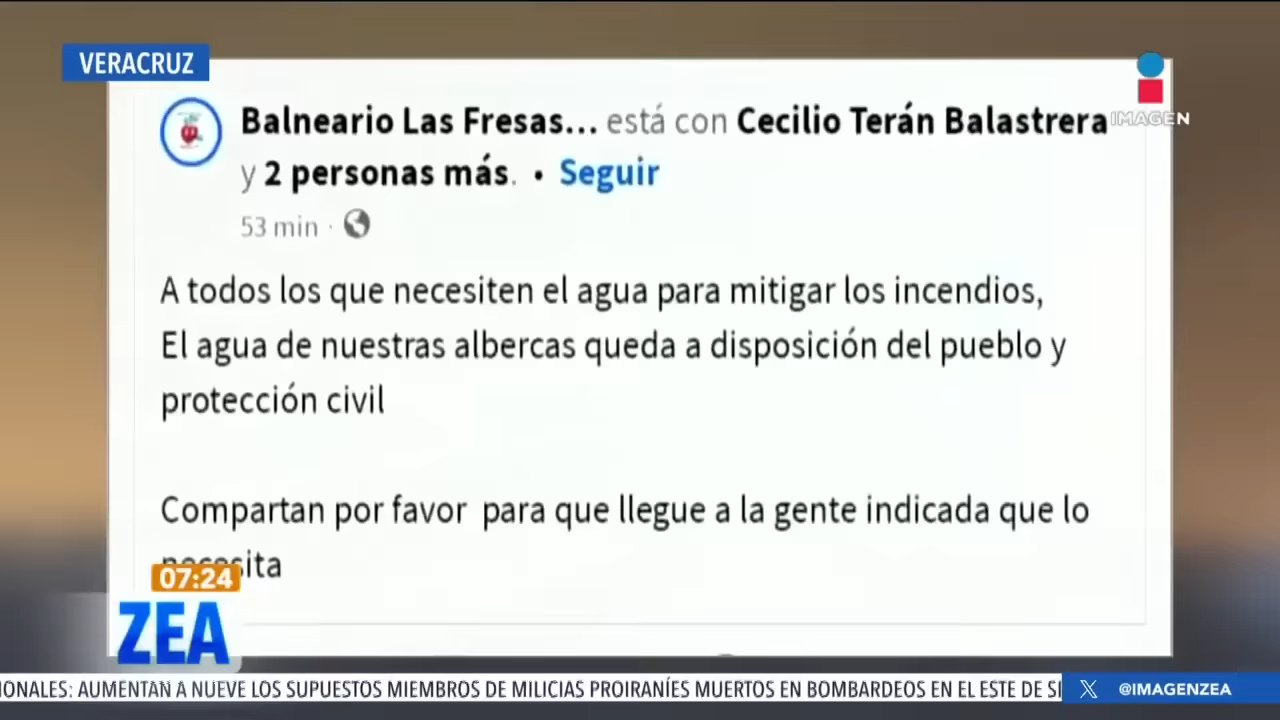 VERACRUZ
IMAGEN
Balneario Las Fresas... está con Cecilio Terán Balastrera
y 2 personas más. • Seguir
53 min ·
A todos los que necesiten el agua para mitigar los incendios,
El agua de nuestras albercas queda a disposición del pueblo y
protección civil
Compartan por favor para que llegue a la gente indicada que lo
necesita
07:24
ZEA
IONALES: AUMENTAN A NUEVE LOS SUPUESTOS MIEMBROS DE MILICIAS PROIRANÍES MUERTOS EN BOMBARDEOS EN EL ESTE DE SI
@IMAGENZEA